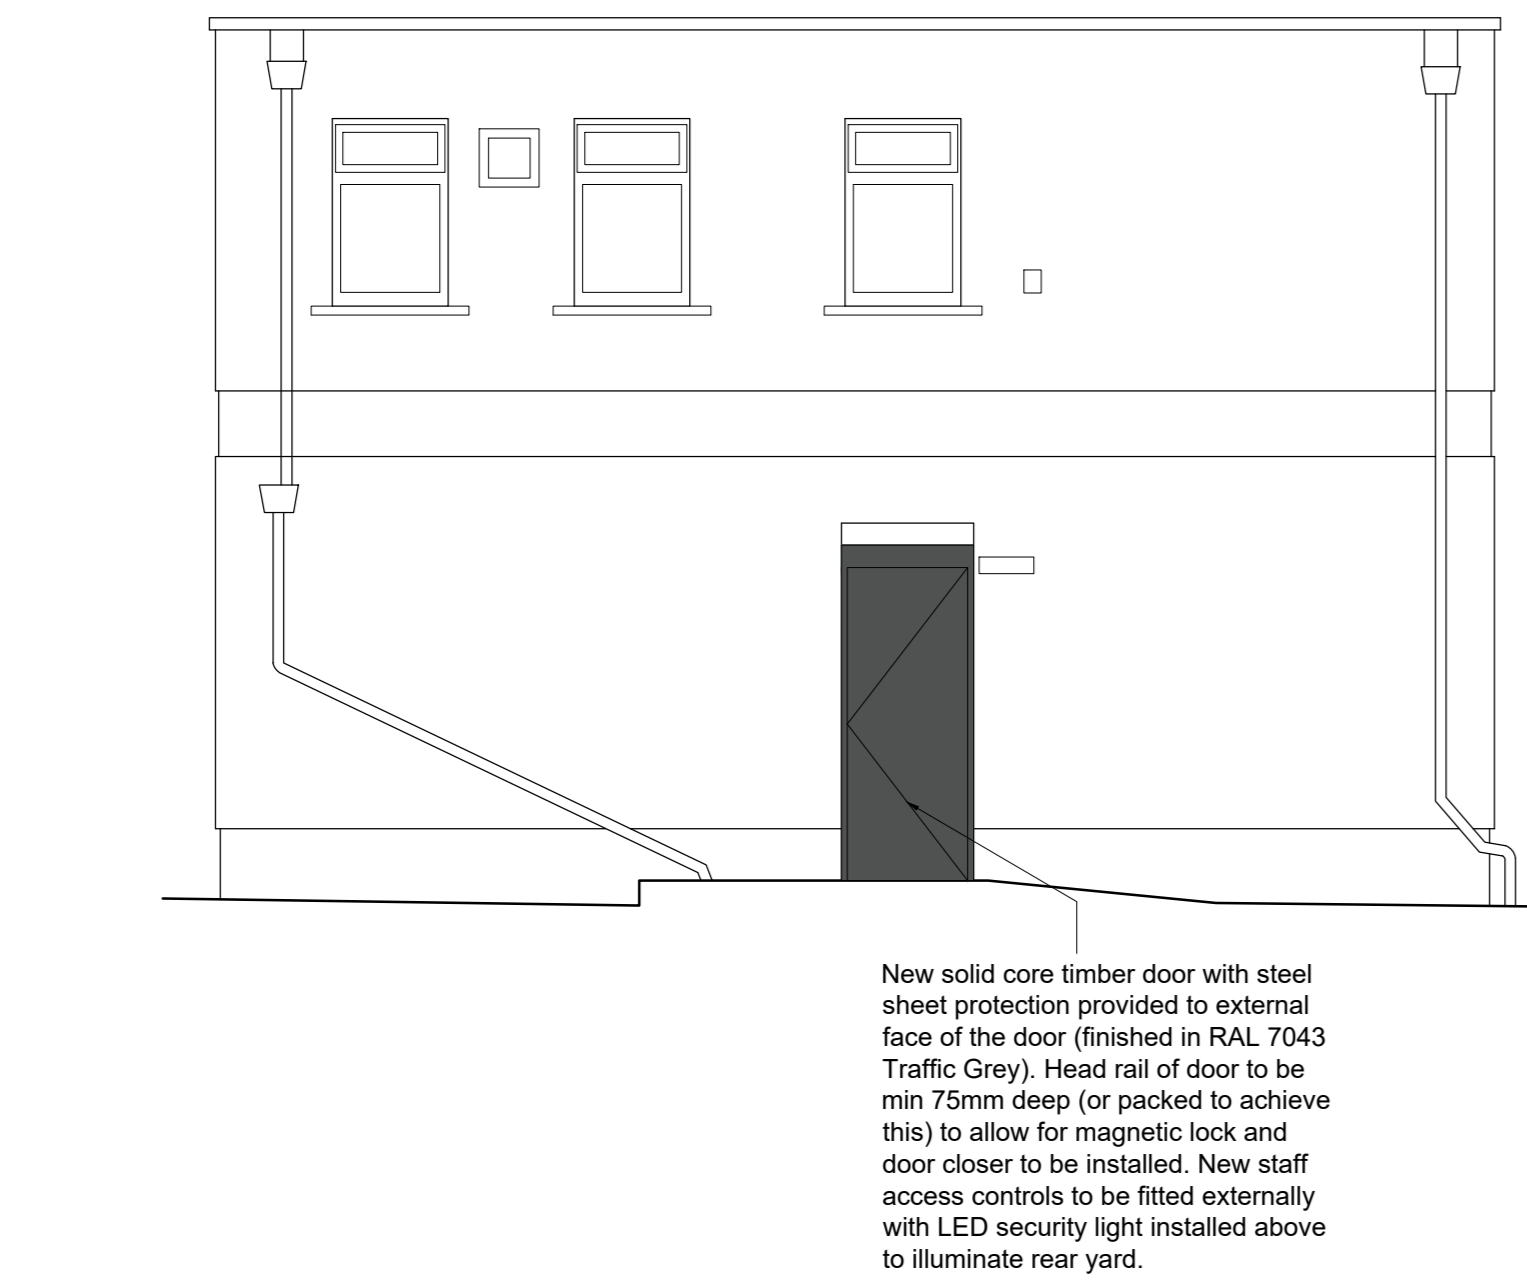 New solid core timber door with steel
sheet protection provided to external
face of the door (finished in RAL 7043
Traffic Grey). Head rail of door to be
min 75mm deep (or packed to achieve
this) to allow for magnetic lock and
door closer to be installed. New staff
access controls to be fitted externally
with LED security light installed above
to illuminate rear yard.